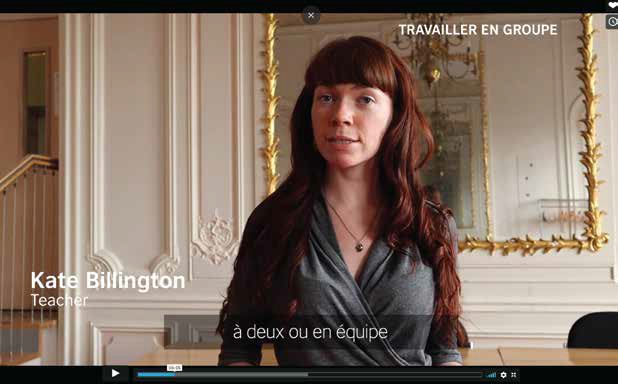 TRAVAILLER EN GROUPE
Kate Billington
Teacher
à deux ou en équipe